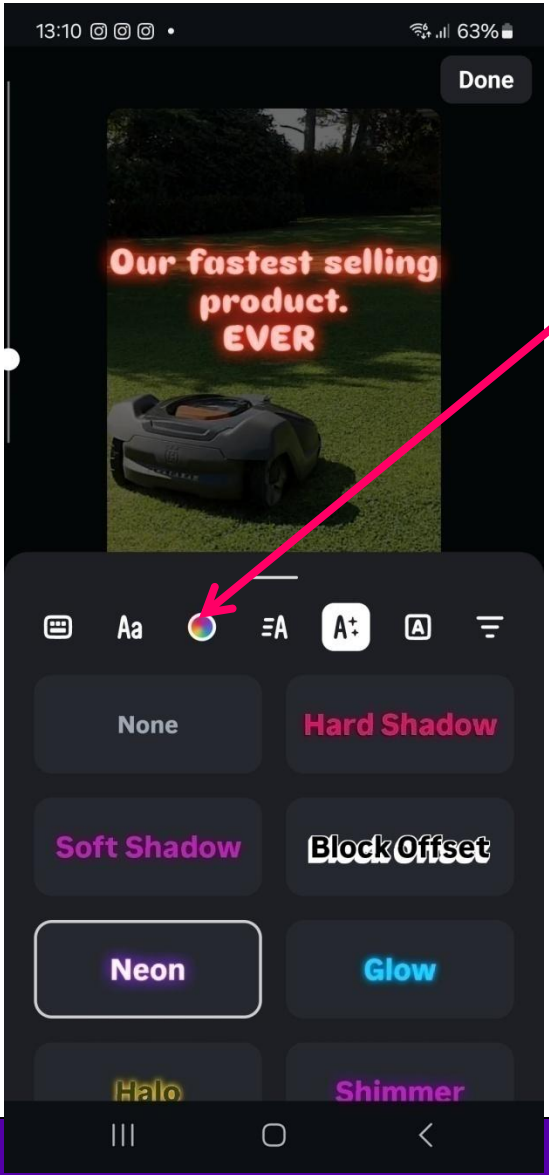 13:10
63%
Done
Our fastest selling
product.
EVER
Aa
A
A
A
None
Hard Shadow
Soft Shadow
Block Offset
Neon
Glow
Halo
Shimmer